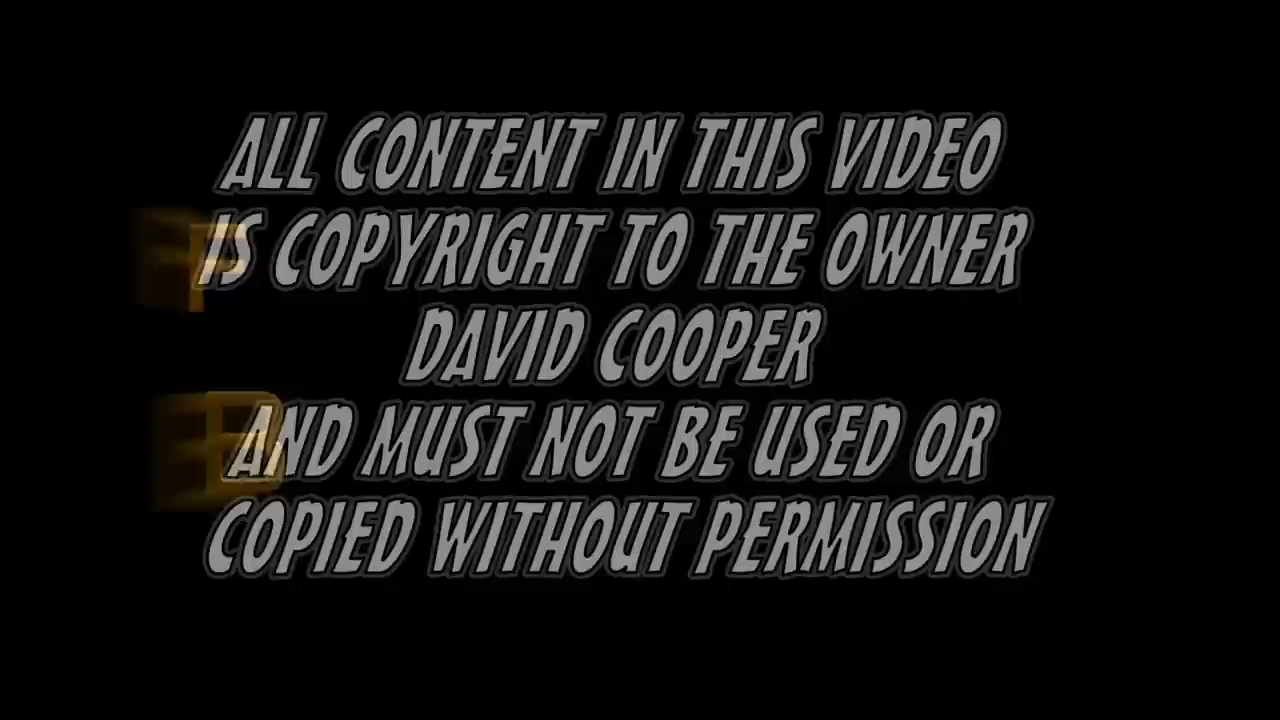 ALL CONTENT IN THIS VIDEO
IS COPYRIGHT TO THE OWNER
DAVID COOPER
AND MUST NOT BE USED OR
COPIED WITHOUT PERMISSION